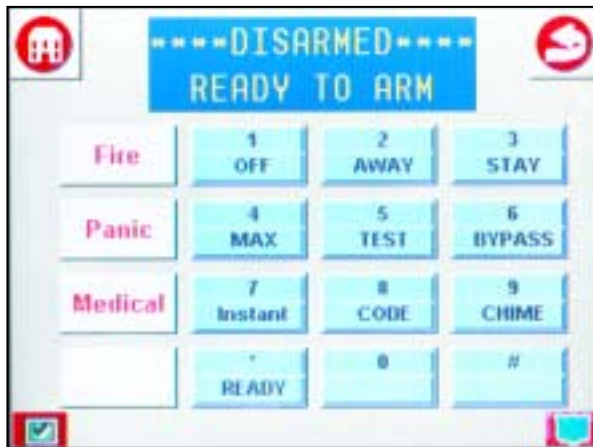 ----DISARMED----
READY TO ARM
Fire
1
OFF
2
AWAY
3
STAY
Panic
4
MAX
5
TEST
6
BYPASS
Medical
7
Instant
8
CODE
9
CHIME
*
READY
0
#